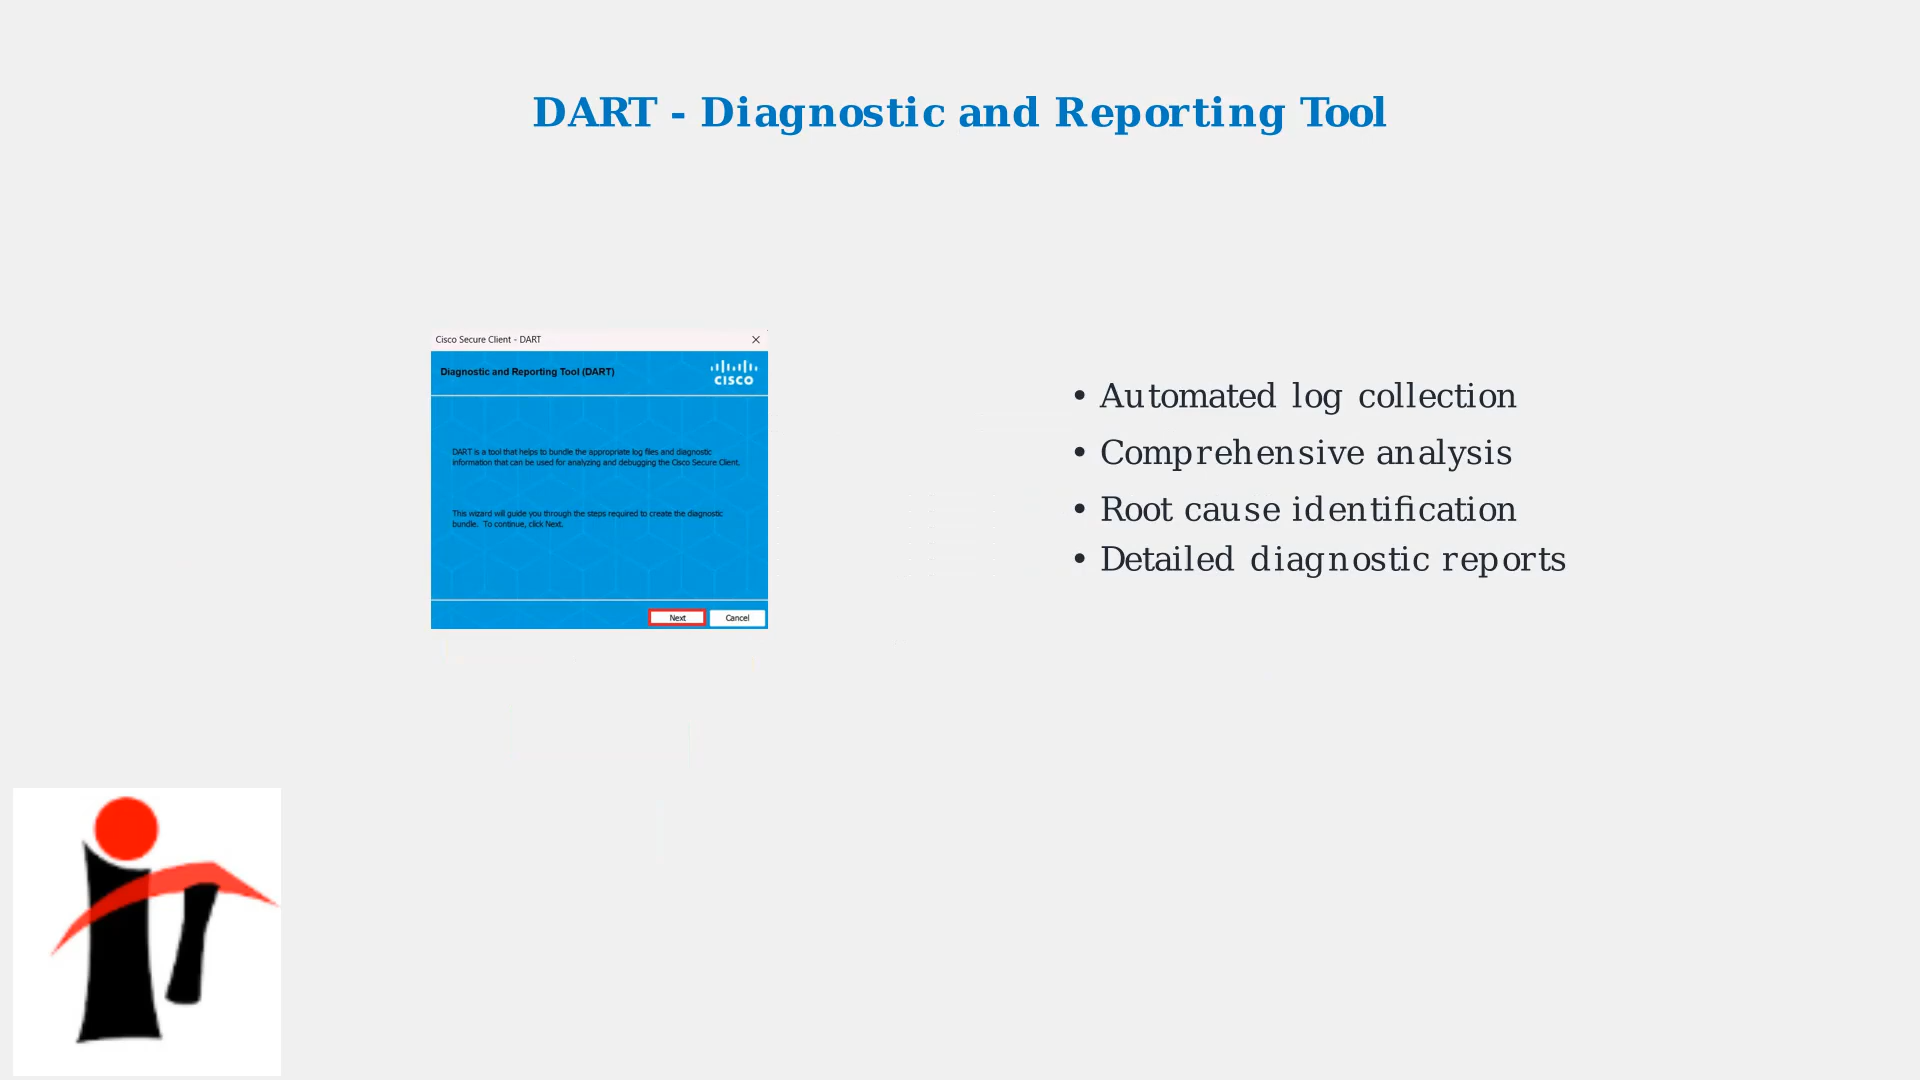 DART - Diagnostic and Reporting Tool
Cisco Secure Client - DART
Diagnostic and Reporting Tool (DART)
CISCO
DART is a tool that helps to bundle the appropriate log files and diagnostic
information that can be used for analyzing and debugging the Cisco Secure Client.
This wizard will guide you through the steps required to create the diagnostic
bundle. To continue, click Next.
Next
Cancel
• Automated log collection
• Comprehensive analysis
• Root cause identification
• Detailed diagnostic reports